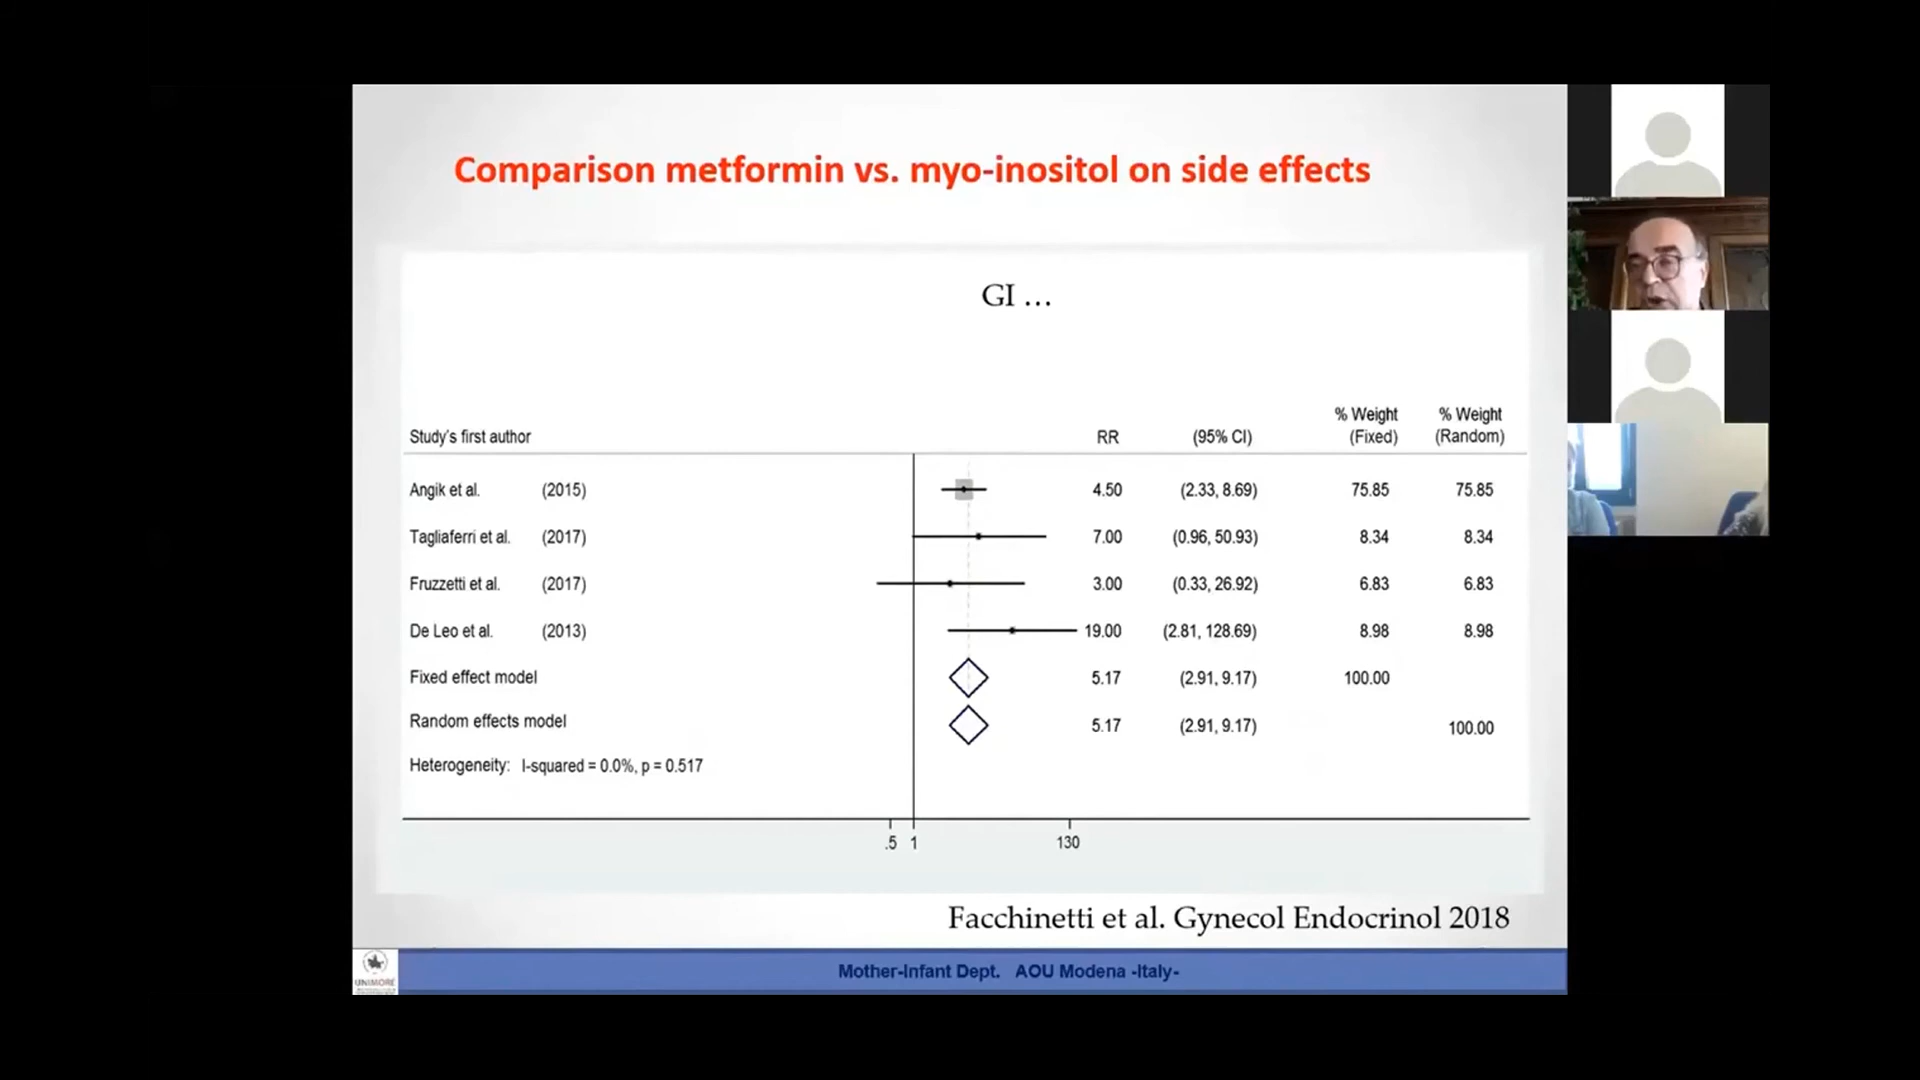 Comparison metformin vs. myo-inositol on side effects
GI ...
Study's first author RR (95% CI) % Weight (Fixed) % Weight (Random)
Angik et al. (2015) 4.50 (2.33, 8.69) 75.85 75.85
Tagliaferri et al. (2017) 7.00 (0.96, 50.93) 8.34 8.34
Fruzzetti et al. (2017) 3.00 (0.33, 26.92) 6.83 6.83
De Leo et al. (2013) 19.00 (2.81, 128.69) 8.98 8.98
Fixed effect model 5.17 (2.91, 9.17) 100.00
Random effects model 5.17 (2.91, 9.17) 100.00
Heterogeneity: I-squared = 0.0%, p = 0.517
.5 1 130
Facchinetti et al. Gynecol Endocrinol 2018
UNIMORE
Mother-Infant Dept. AOU Modena -Italy-